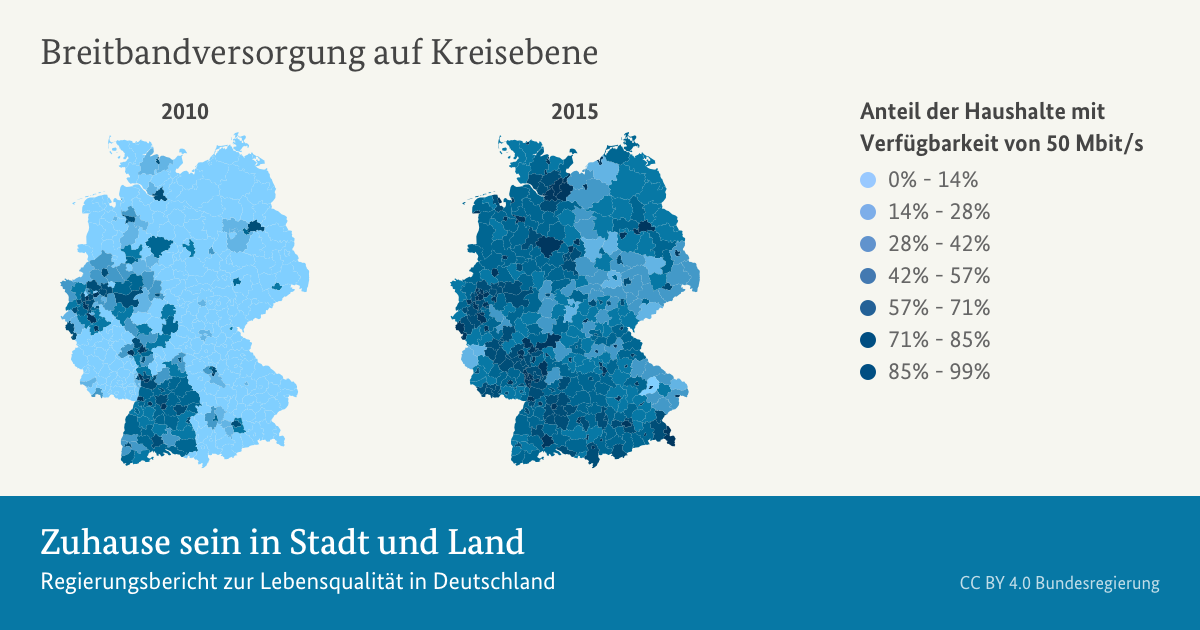 Breitbandversorgung auf Kreisebene
2010
2015
Anteil der Haushalte mit
Verfügbarkeit von 50 Mbit/s
0% - 14%
14% - 28%
28% - 42%
42% - 57%
57% - 71%
71% - 85%
85% - 99%
Zuhause sein in Stadt und Land
Regierungsbericht zur Lebensqualität in Deutschland
CC BY 4.0 Bundesregierung